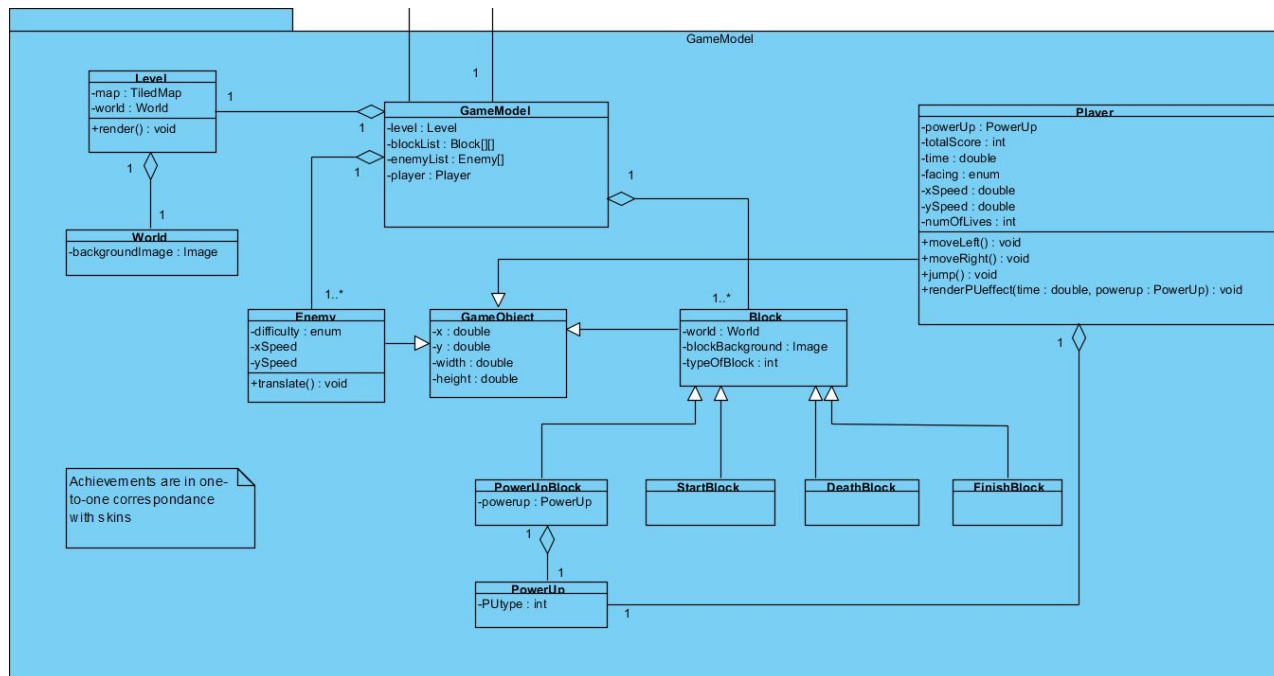 GameModel
1
Level
-map : TiledMap
-world : World
+render() : void
1
1
1
1
World
-backgroundImage : Image
GameModel
-level : Level
-blockList : Block[][]
-enemyList : Enemy[]
-player : Player
1
1
1..*
1..*
Player
-powerUp : PowerUp
-totalScore : int
-time : double
-facing : enum
-xSpeed : double
-ySpeed : double
-numOfLives : int
+moveLeft() : void
+moveRight() : void
+jump() : void
+renderPUeffect(time : double, powerup : PowerUp) : void
1
Enemy
-difficulty : enum
-xSpeed
-ySpeed
+translate() : void
GameObject
-x : double
-y : double
-width : double
-height : double
Block
-world : World
-blockBackground : Image
-typeOfBlock : int
Achievements are in one-
to-one correspondance
with skins
PowerUpBlock
-powerup : PowerUp
StartBlock
DeathBlock
FinishBlock
1
1
PowerUp
-PUtype : int
1